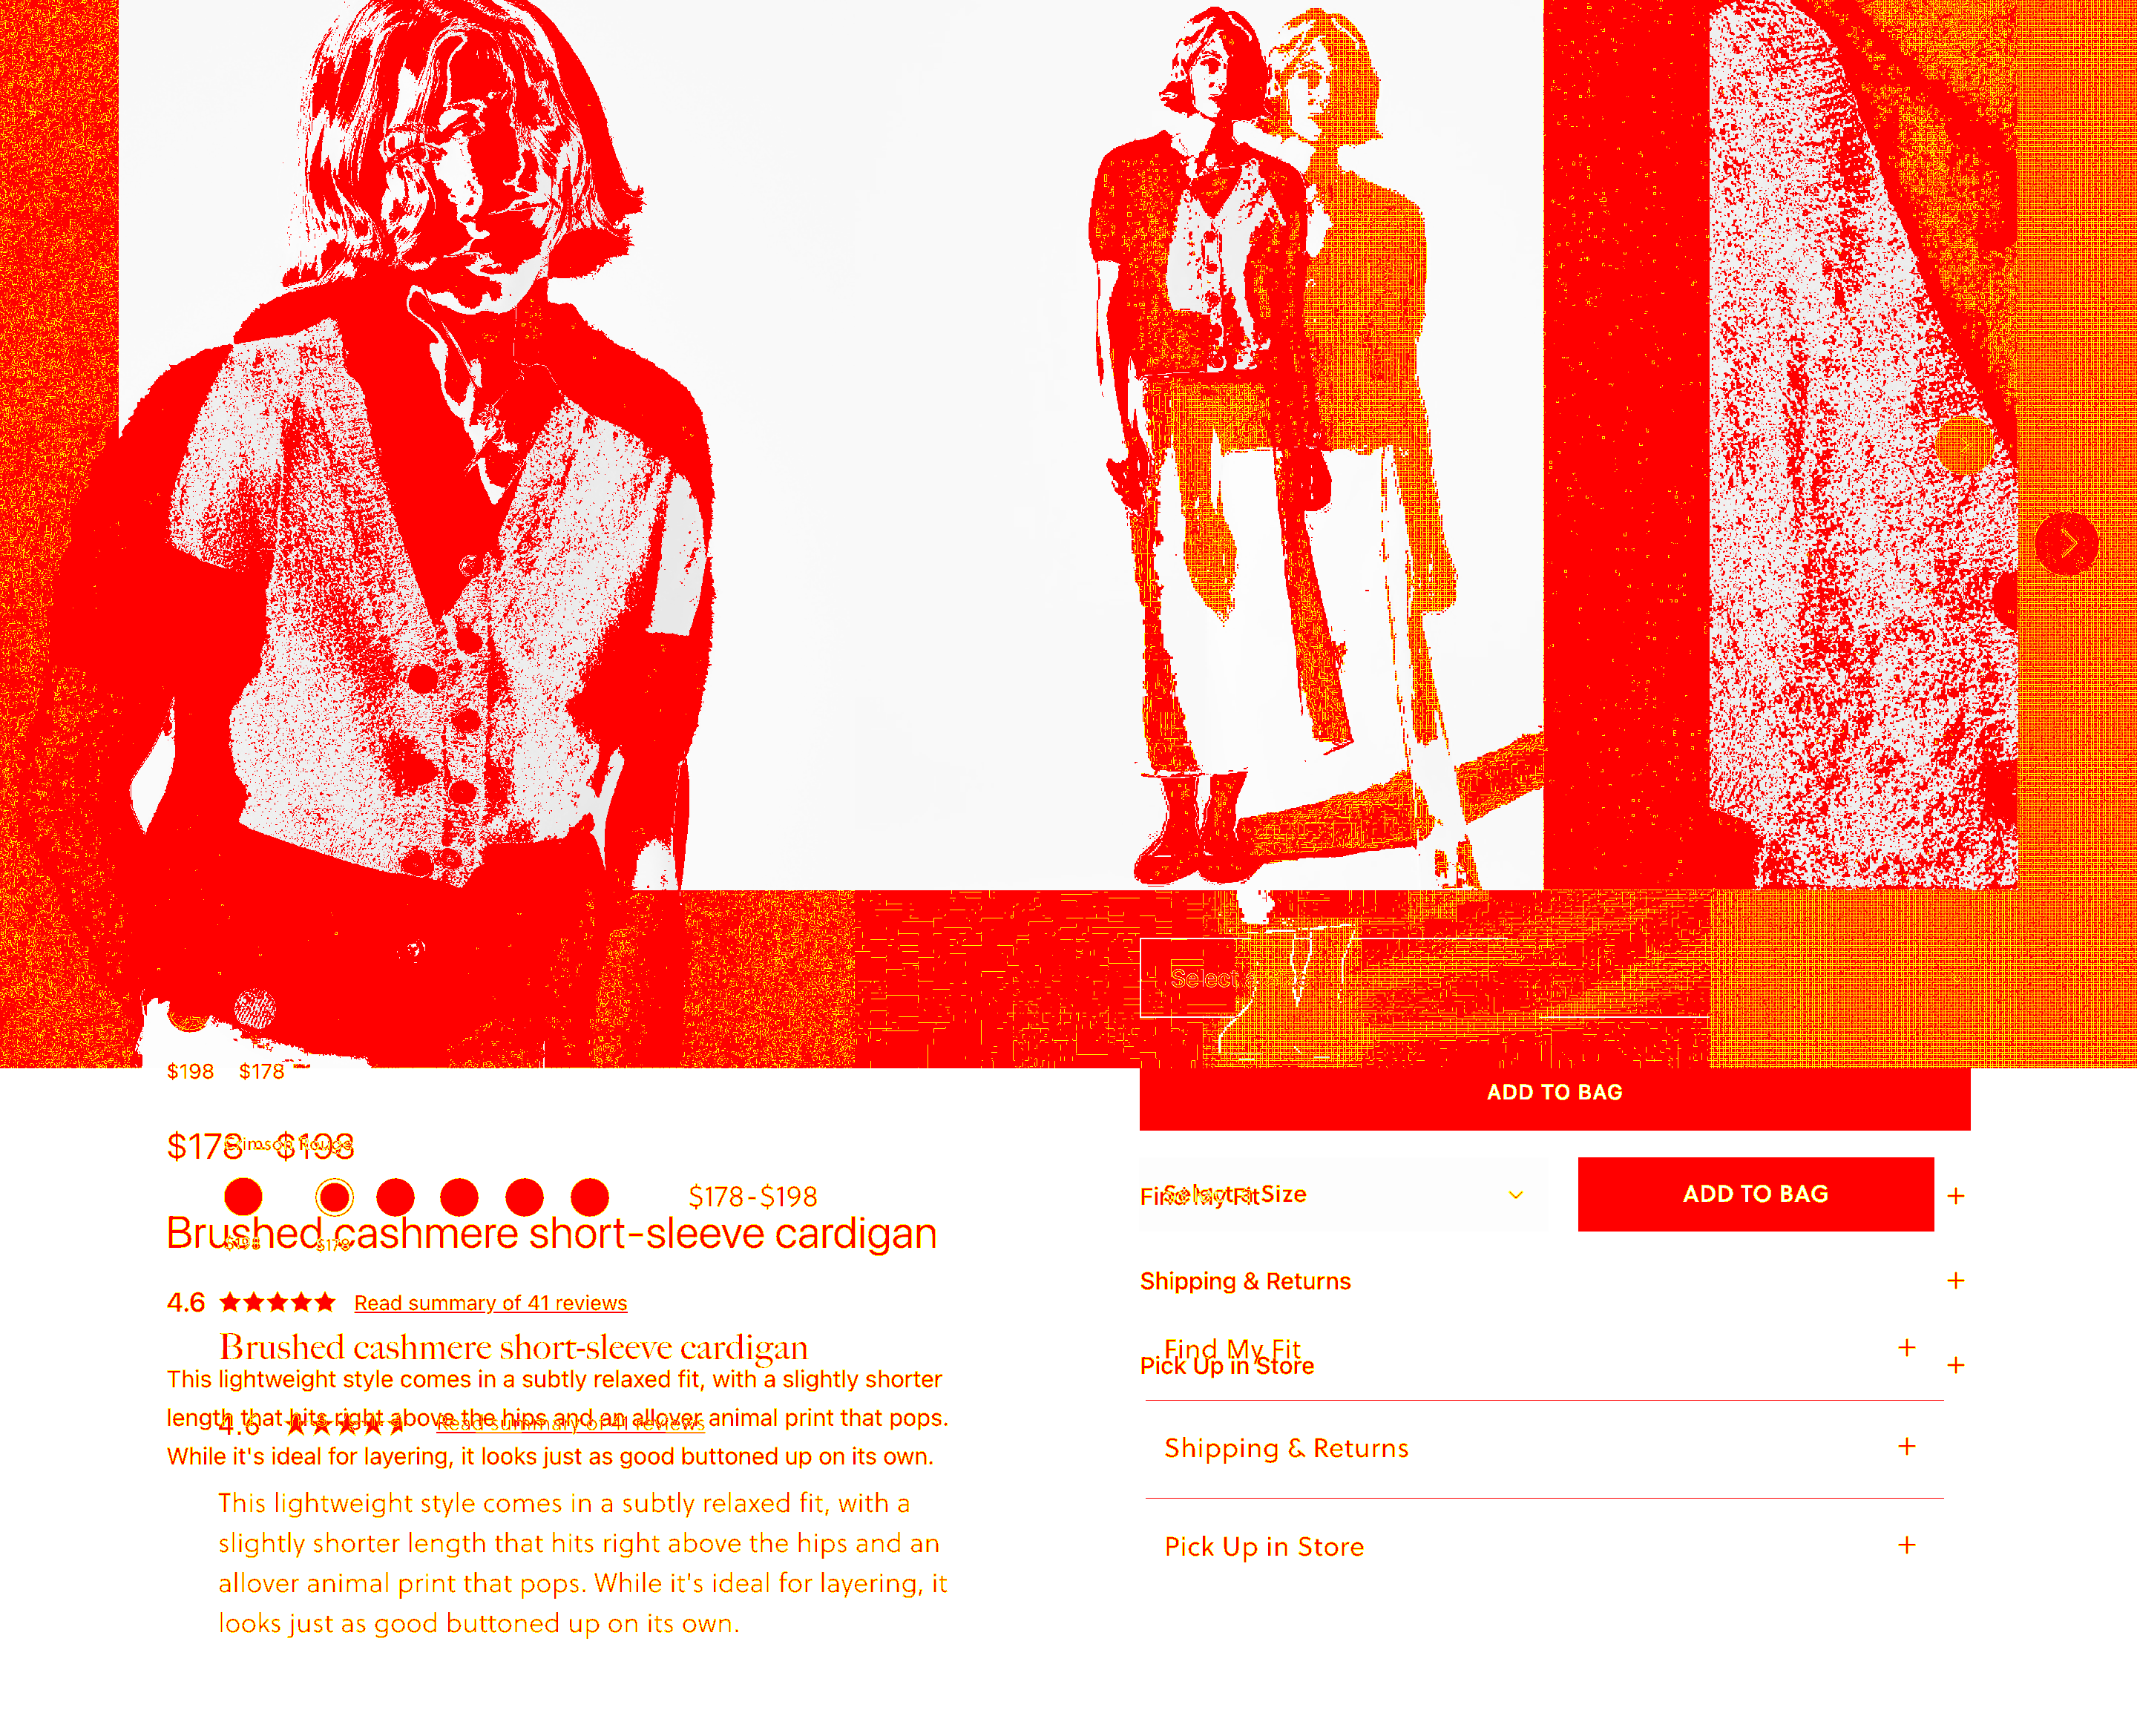 Select
$198 $178
ADD TO BAG
$178 - $198
Crimson Rouge
$178-$198
Select a Size
ADD TO BAG
Find My Fit
Brushed cashmere short-sleeve cardigan
$198 $178
Shipping & Returns
4.6 Read summary of 41 reviews
Brushed cashmere short-sleeve cardigan
Find My Fit
Pick Up in Store
This lightweight style comes in a subtly relaxed fit, with a slightly shorter
length that hits right above the hips and an allover animal print that pops.
While it's ideal for layering, it looks just as good buttoned up on its own.
4.6 Read summary of 41 reviews
Shipping & Returns
This lightweight style comes in a subtly relaxed fit, with a
slightly shorter length that hits right above the hips and an
allover animal print that pops. While it's ideal for layering, it
looks just as good buttoned up on its own.
Pick Up in Store